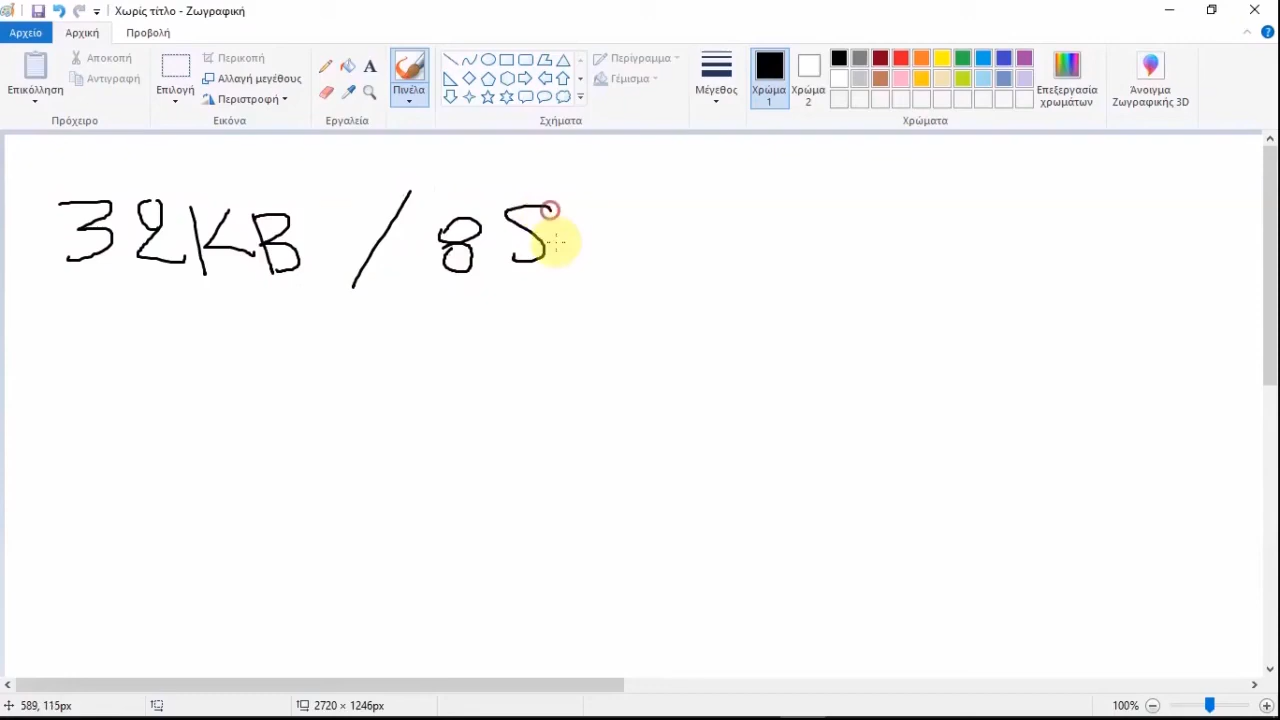 Χωρίς τίτλο - Ζωγραφική
Αρχείο Αρχική Προβολή
Επικόλληση
Αποκοπή
Αντιγραφή
Πρόχειρο
Επιλογή
Περικοπή
Αλλαγή μεγέθους
Περιστροφή
Εικόνα
A
Εργαλεία
Πινέλα
Περίγραμμα
Γέμισμα
Σχήματα
Μέγεθος
Χρώμα 1
Χρώμα 2
Επεξεργασία χρωμάτων
Χρώματα
Άνοιγμα Ζωγραφικής 3D
32KB / 8S
589, 115px
2720 × 1246px
100%